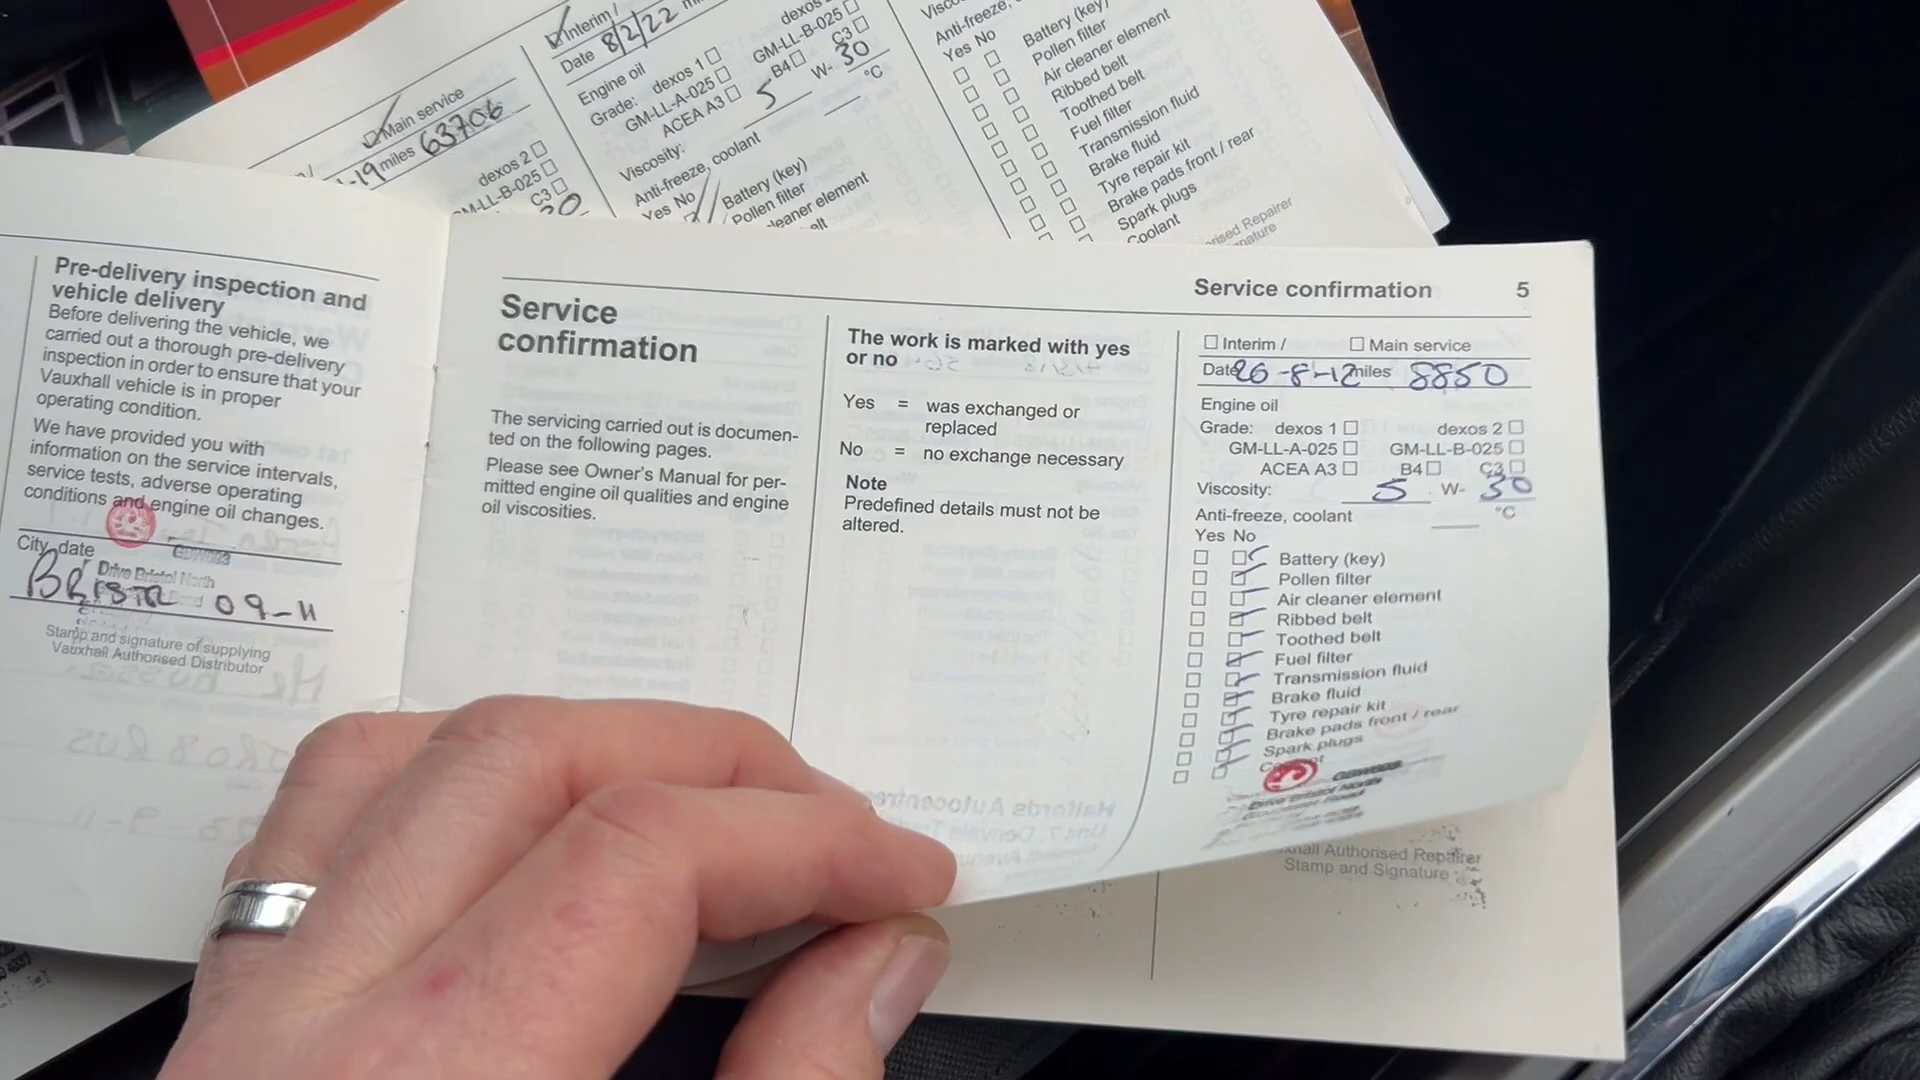 Main service
miles 63706
dexos 2
GM-LL-B-025
C3
30
Interim /
Date 8/2/22
Engine oil
Grade: dexos 1
GM-LL-A-025
GM-LL-B-025
ACEA A3
B4
C3
Viscosity:
5 W- 30
Anti-freeze, coolant
°C
Yes No
Battery (key)
Pollen filter
Anti-freeze,
Yes No
Battery (key)
Pollen filter
Air cleaner element
Ribbed belt
Toothed belt
Fuel filter
Transmission fluid
Brake fluid
Tyre repair kit
Brake pads front / rear
Spark plugs
Coolant
Pre-delivery inspection and
vehicle delivery
Before delivering the vehicle, we
carried out a thorough pre-delivery
inspection in order to ensure that your
Vauxhall vehicle is in proper
operating condition.
We have provided you with
information on the service intervals,
service tests, adverse operating
conditions and engine oil changes.
City, date
Drive Bristol North
09-11
Stamp and signature of supplying
Vauxhall Authorised Distributor
Service
confirmation
The servicing carried out is documen-
ted on the following pages.
Please see Owner's Manual for per-
mitted engine oil qualities and engine
oil viscosities.
The work is marked with yes
or no
Yes = was exchanged or
replaced
No = no exchange necessary
Note
Predefined details must not be
altered.
Service confirmation 5
Interim / Main service
Date 26-8-12 miles 8850
Engine oil
Grade: dexos 1 dexos 2
GM-LL-A-025 GM-LL-B-025
ACEA A3 B4 C3
Viscosity: 5 W- 30
Anti-freeze, coolant °C
Yes No
Battery (key)
Pollen filter
Air cleaner element
Ribbed belt
Toothed belt
Fuel filter
Transmission fluid
Brake fluid
Tyre repair kit
Brake pads front / rear
Spark plugs
Drive Bristol North
Authorised Repairer
Stamp and Signature